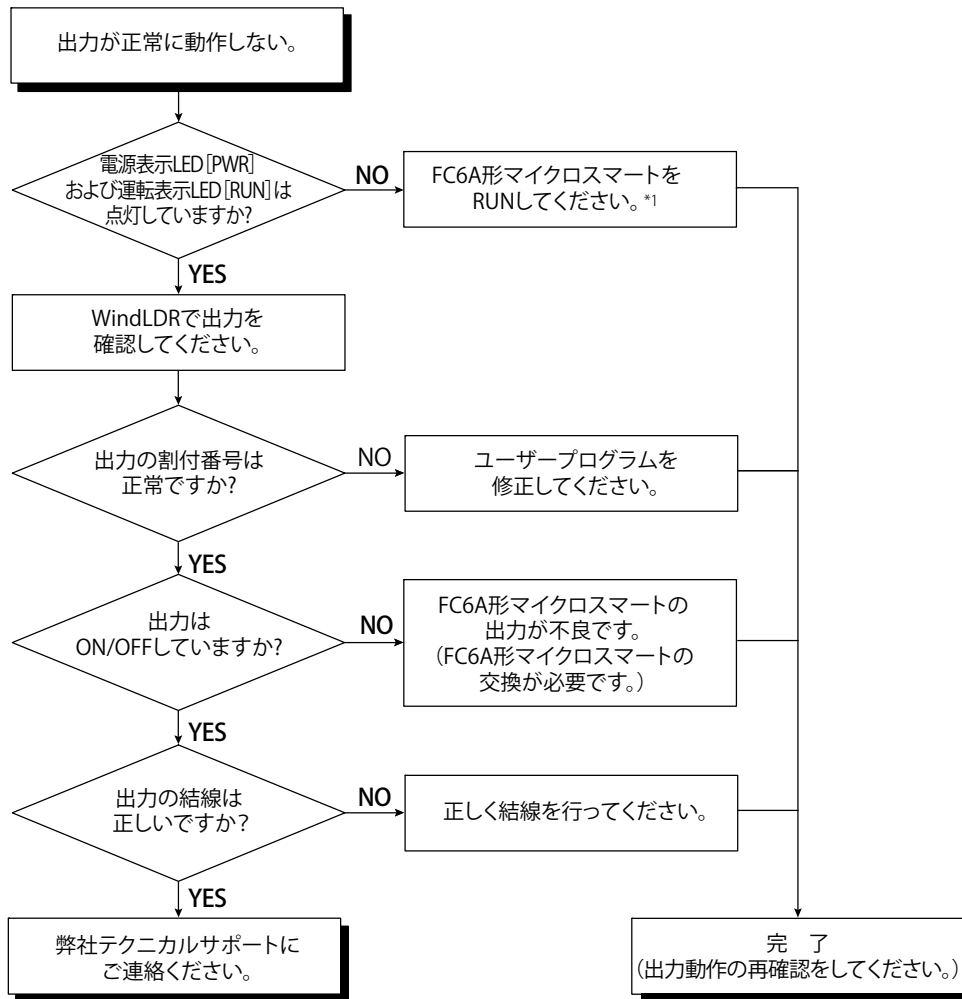 出力が正常に動作しない。
電源表示LED[PWR]
および運転表示LED[RUN]は
点灯していますか?
NO
FC6A形マイクロスマートを
RUNしてください。*1
YES
WindLDRで出力を
確認してください。
出力の割付番号は
正常ですか?
NO
ユーザープログラムを
修正してください。
YES
出力は
ON/OFFしていますか?
NO
FC6A形マイクロスマートの
出力が不良です。
(FC6A形マイクロスマートの
交換が必要です。)
YES
出力の結線は
正しいですか?
NO
正しく結線を行ってください。
YES
弊社テクニカルサポートに
ご連絡ください。
完 了
(出力動作の再確認をしてください。)